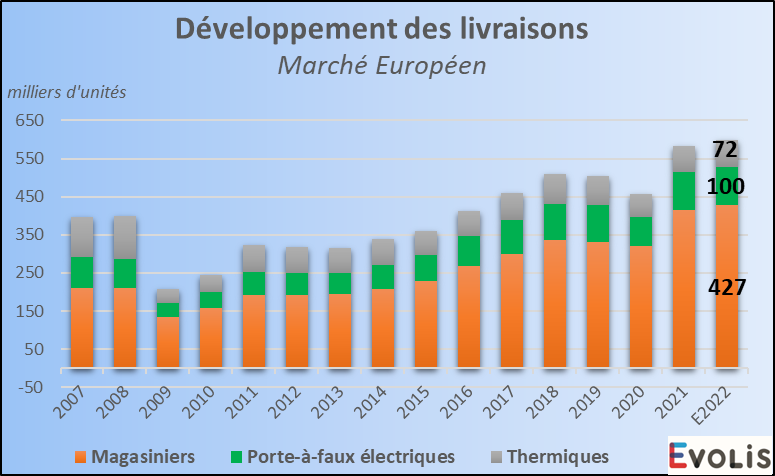 Développement des livraisons
Marché Européen
milliers d'unités
650
550
450
350
250
150
50
-50
72
100
427
2007 2008 2009 2010 2011 2012 2013 2014 2015 2016 2017 2018 2019 2020 2021 E2022
Magasiniers Porte-à-faux électriques Thermiques
EVOLIS